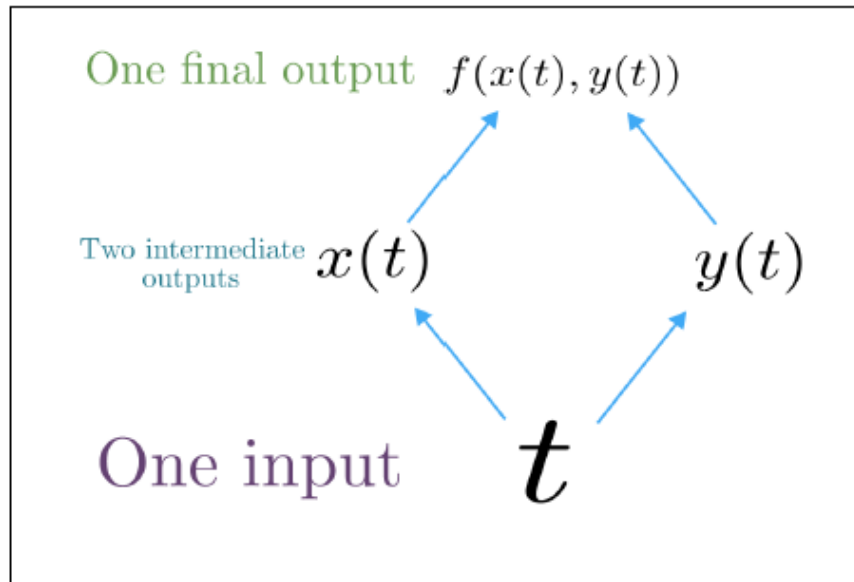 One final output f(x(t), y(t))
Two intermediate
outputs
x(t)
y(t)
One input t